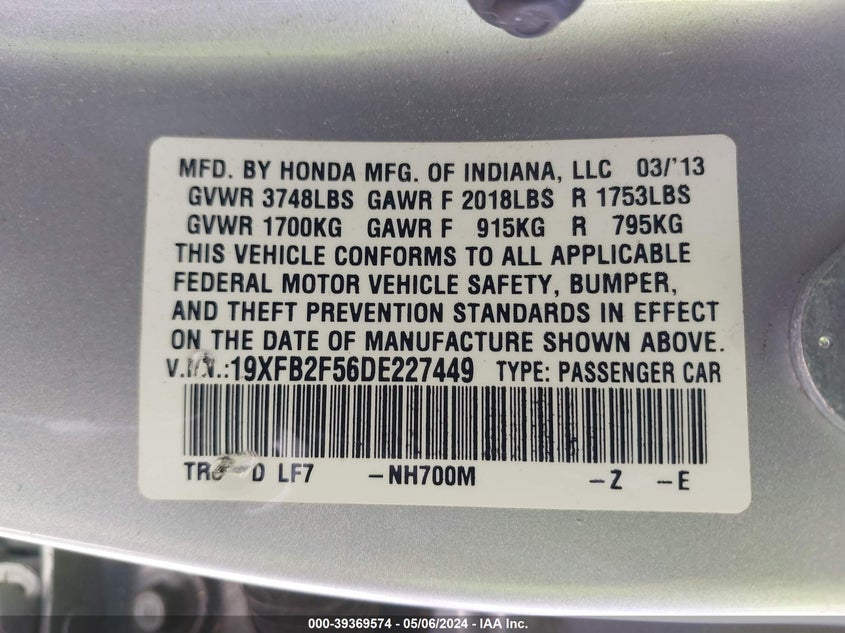 MFD. BY HONDA MFG. OF INDIANA, LLC 03/'13
GVWR 3748LBS GAWR F 2018LBS R 1753LBS
GVWR 1700KG GAWR F 915KG R 795KG
THIS VEHICLE CONFORMS TO ALL APPLICABLE
FEDERAL MOTOR VEHICLE SAFETY, BUMPER,
AND THEFT PREVENTION STANDARDS IN EFFECT
ON THE DATE OF MANUFACTURE SHOWN ABOVE.
V.I.N.:19XFB2F56DE227449 TYPE: PASSENGER CAR
LF7 -NH700M -Z -E
000-39369574 - 05/06/2024 - IAA Inc.